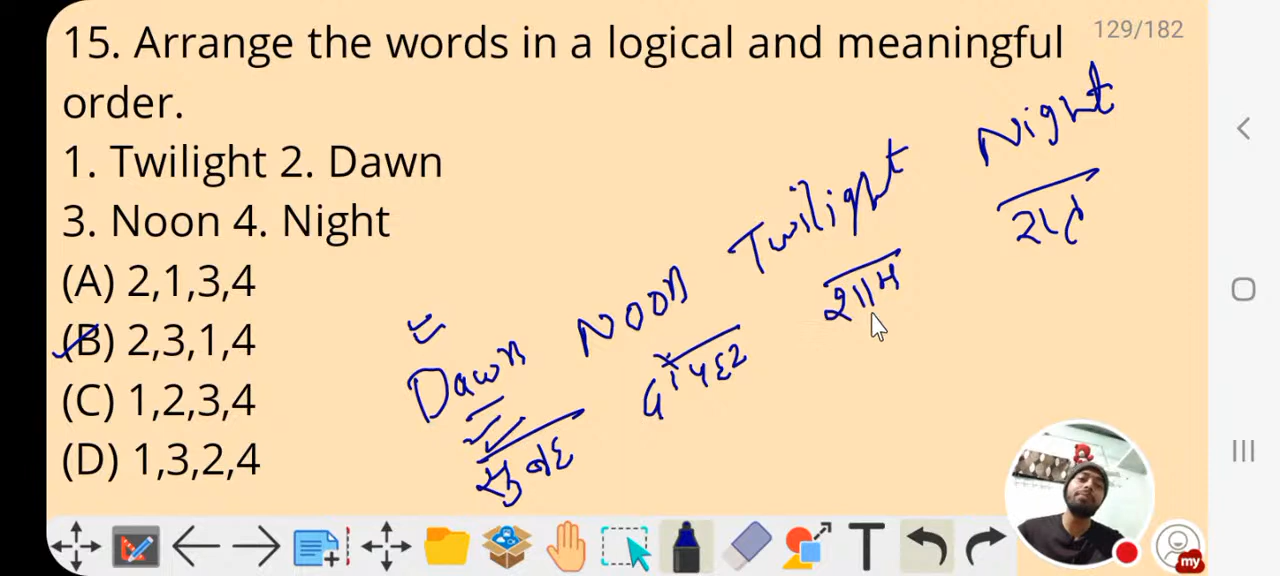 129/182
15. Arrange the words in a logical and meaningful
order.
1. Twilight 2. Dawn
3. Noon 4. Night
(A) 2,1,3,4
(B) 2,3,1,4
(C) 1,2,3,4
(D) 1,3,2,4
Dawn Noon Twilight Night
सुबह दोपहर शाम रात
T
my